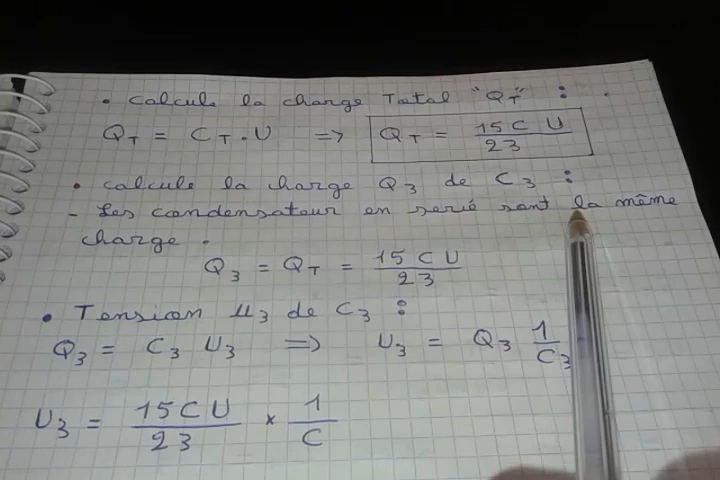 • calcule la charge Total "QT" :
QT = CT . U => QT = 15 C U / 23
• calcule la charge Q3 de C3 :
- Les condensateur en serié sont la même
charge .
Q3 = QT = 15 C U / 23
• Tension U3 de C3 :
Q3 = C3 U3 => U3 = Q3 1 / C3
U3 = 15 C U / 23 × 1 / C